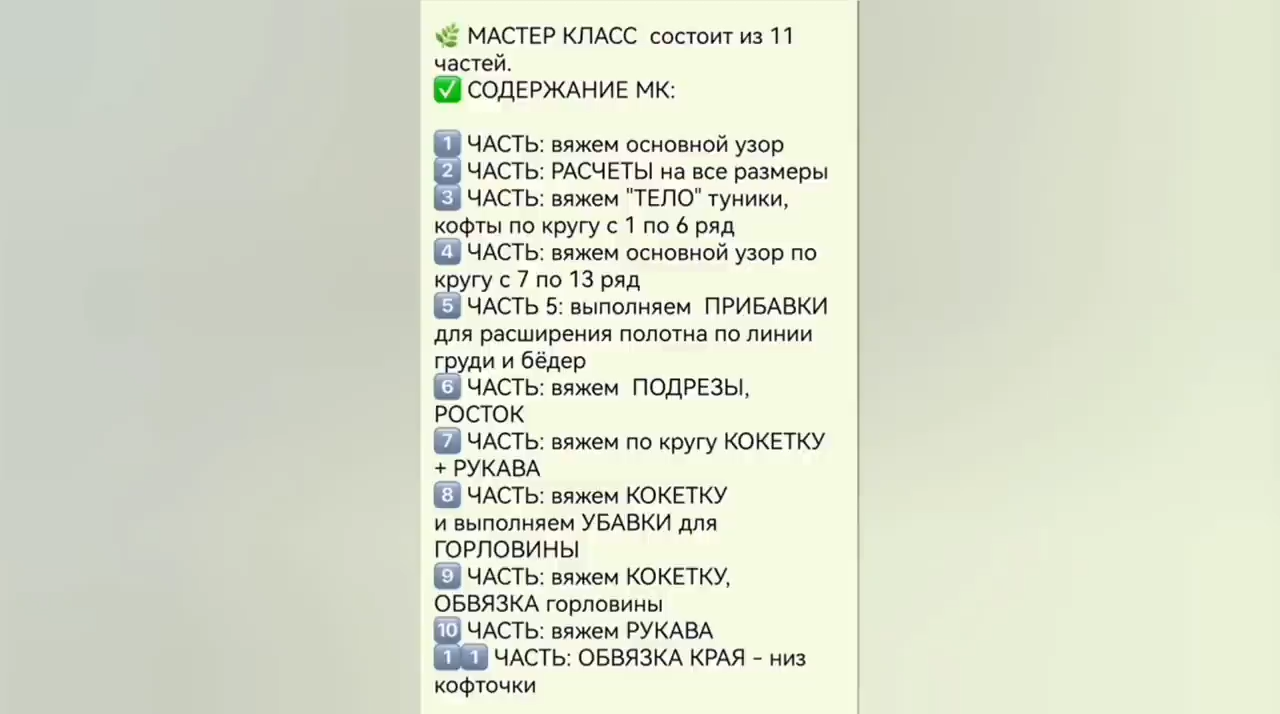 🌿 МАСТЕР КЛАСС состоит из 11
частей.
✅ СОДЕРЖАНИЕ МК:
1️⃣ ЧАСТЬ: вяжем основной узор
2️⃣ ЧАСТЬ: РАСЧЕТЫ на все размеры
3️⃣ ЧАСТЬ: вяжем "ТЕЛО" туники,
кофты по кругу с 1 по 6 ряд
4️⃣ ЧАСТЬ: вяжем основной узор по
кругу с 7 по 13 ряд
5️⃣ ЧАСТЬ 5: выполняем ПРИБАВКИ
для расширения полотна по линии
груди и бёдер
6️⃣ ЧАСТЬ: вяжем ПОДРЕЗЫ,
РОСТОК
7️⃣ ЧАСТЬ: вяжем по кругу КОКЕТКУ
+ РУКАВА
8️⃣ ЧАСТЬ: вяжем КОКЕТКУ
и выполняем УБАВКИ для
ГОРЛОВИНЫ
9️⃣ ЧАСТЬ: вяжем КОКЕТКУ,
ОБВЯЗКА горловины
🔟 ЧАСТЬ: вяжем РУКАВА
1️⃣1️⃣ ЧАСТЬ: ОБВЯЗКА КРАЯ - низ
кофточки